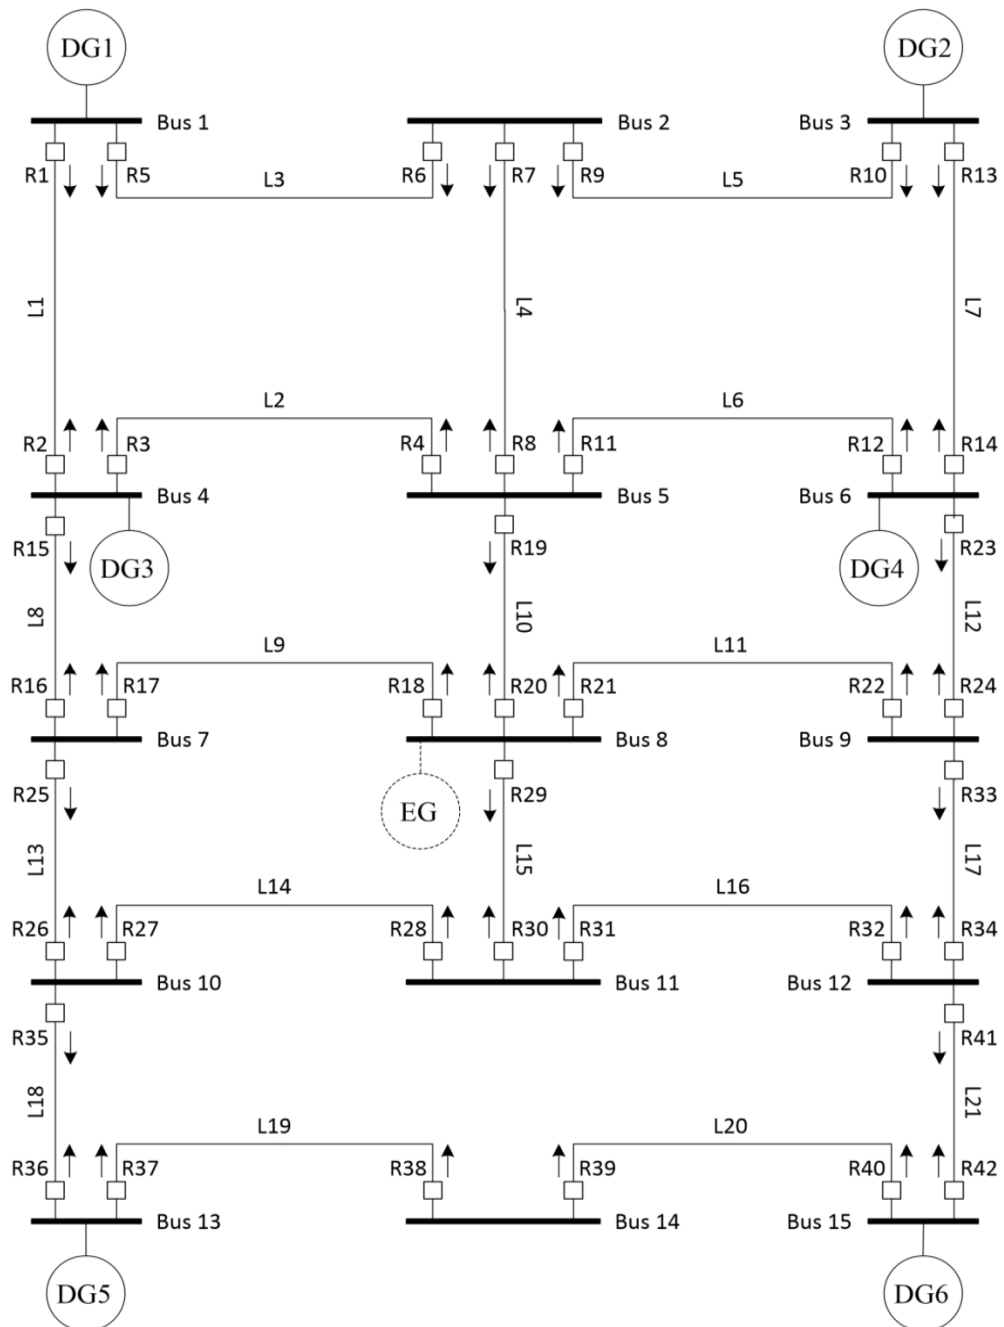 DG1 DG2
Bus 1 Bus 2 Bus 3
R1 R5 R6 R7 R9 R10 R13
L3 L5
L1 L4 L7
L2 L6
R2 R3 R4 R8 R11 R12 R14
Bus 4 Bus 5 Bus 6
R15 R19 R23
DG3 DG4
L8 L10 L12
L9 L11
R16 R17 R18 R20 R21 R22 R24
Bus 7 Bus 8 Bus 9
R25 R29 R33
EG
L13 L15 L17
L14 L16
R26 R27 R28 R30 R31 R32 R34
Bus 10 Bus 11 Bus 12
R35 R41
L18 L21
L19 L20
R36 R37 R38 R39 R40 R42
Bus 13 Bus 14 Bus 15
DG5 DG6